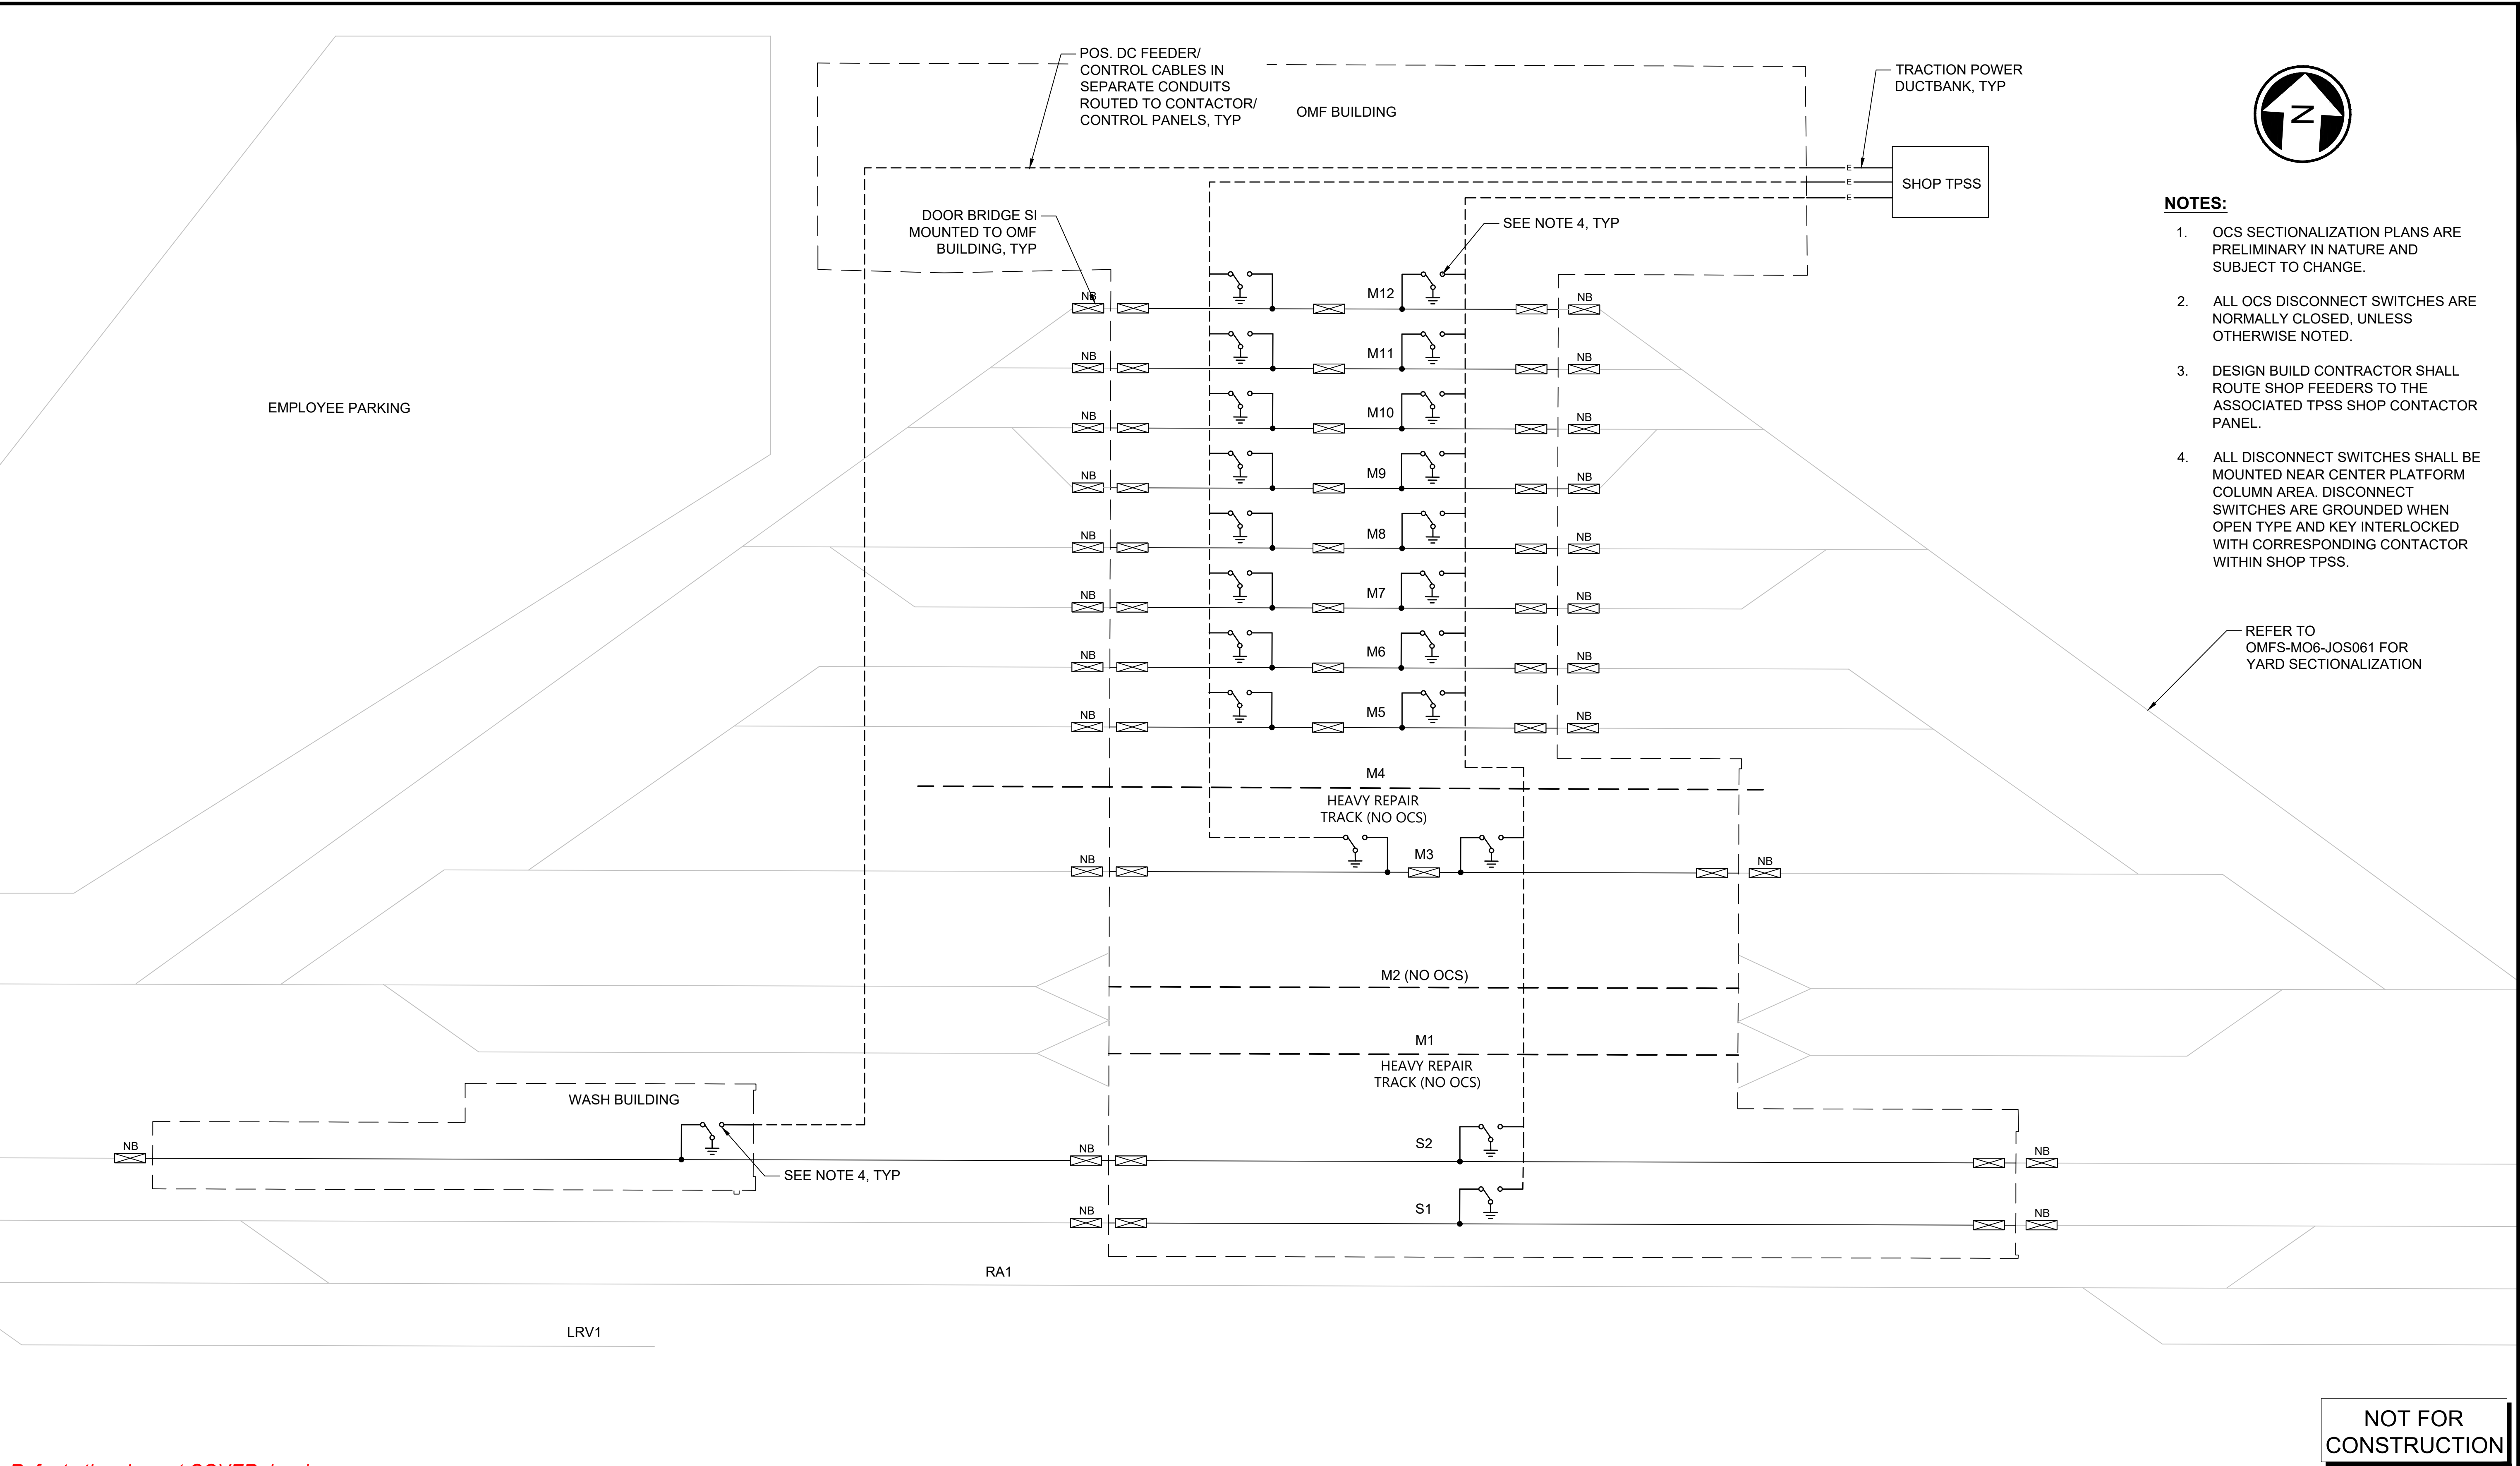 POS. DC FEEDER/
CONTROL CABLES IN
SEPARATE CONDUITS
ROUTED TO CONTACTOR/
CONTROL PANELS, TYP
OMF BUILDING
TRACTION POWER
DUCTBANK, TYP
N
E
E
E
SHOP TPSS
DOOR BRIDGE SI
MOUNTED TO OMF
BUILDING, TYP
SEE NOTE 4, TYP
NOTES:
1. OCS SECTIONALIZATION PLANS ARE
PRELIMINARY IN NATURE AND
SUBJECT TO CHANGE.
2. ALL OCS DISCONNECT SWITCHES ARE
NORMALLY CLOSED, UNLESS
OTHERWISE NOTED.
3. DESIGN BUILD CONTRACTOR SHALL
ROUTE SHOP FEEDERS TO THE
ASSOCIATED TPSS SHOP CONTACTOR
PANEL.
4. ALL DISCONNECT SWITCHES SHALL BE
MOUNTED NEAR CENTER PLATFORM
COLUMN AREA. DISCONNECT
SWITCHES ARE GROUNDED WHEN
OPEN TYPE AND KEY INTERLOCKED
WITH CORRESPONDING CONTACTOR
WITHIN SHOP TPSS.
REFER TO
OMFS-MO6-JOS061 FOR
YARD SECTIONALIZATION
EMPLOYEE PARKING
NB M12 NB
NB M11 NB
NB M10 NB
NB M9 NB
NB M8 NB
NB M7 NB
NB M6 NB
NB M5 NB
M4
HEAVY REPAIR
TRACK (NO OCS)
NB M3 NB
M2 (NO OCS)
M1
HEAVY REPAIR
TRACK (NO OCS)
WASH BUILDING
NB
SEE NOTE 4, TYP
NB S2 NB
NB S1 NB
RA1
LRV1
NOT FOR
CONSTRUCTION